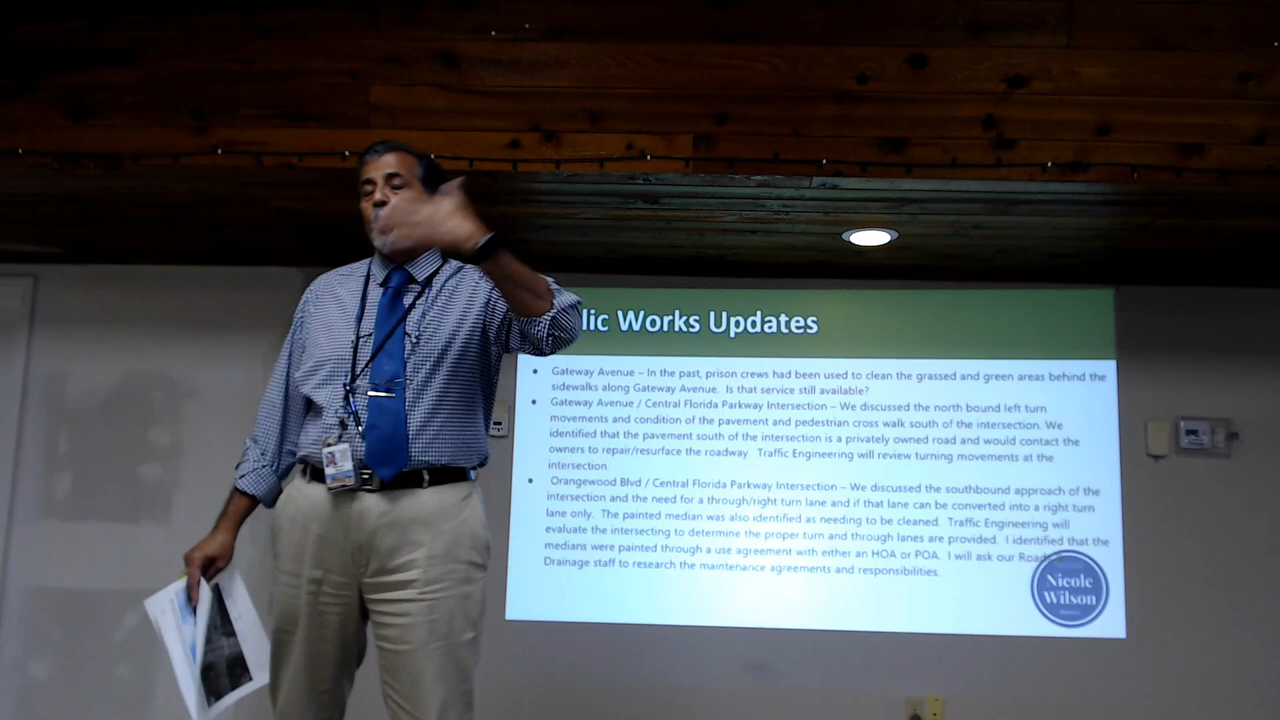 lic Works Updates
• Gateway Avenue – In the past, prison crews had been used to clean the grassed and green areas behind the
sidewalks along Gateway Avenue. Is that service still available?
• Gateway Avenue / Central Florida Parkway Intersection – We discussed the north bound left turn
movements and condition of the pavement and pedestrian cross walk south of the intersection. We
identified that the pavement south of the intersection is a privately owned road and would contact the
owners to repair/resurface the roadway. Traffic Engineering will review turning movements at the
intersection.
• Orangewood Blvd / Central Florida Parkway Intersection – We discussed the southbound approach of the
intersection and the need for a through/right turn lane and if that lane can be converted into a right turn
lane only. The painted median was also identified as needing to be cleaned. Traffic Engineering will
evaluate the intersecting to determine the proper turn and through lanes are provided. I identified that the
medians were painted through a use agreement with either an HOA or POA. I will ask our Road
Drainage staff to research the maintenance agreements and responsibilities.
Nicole
Wilson